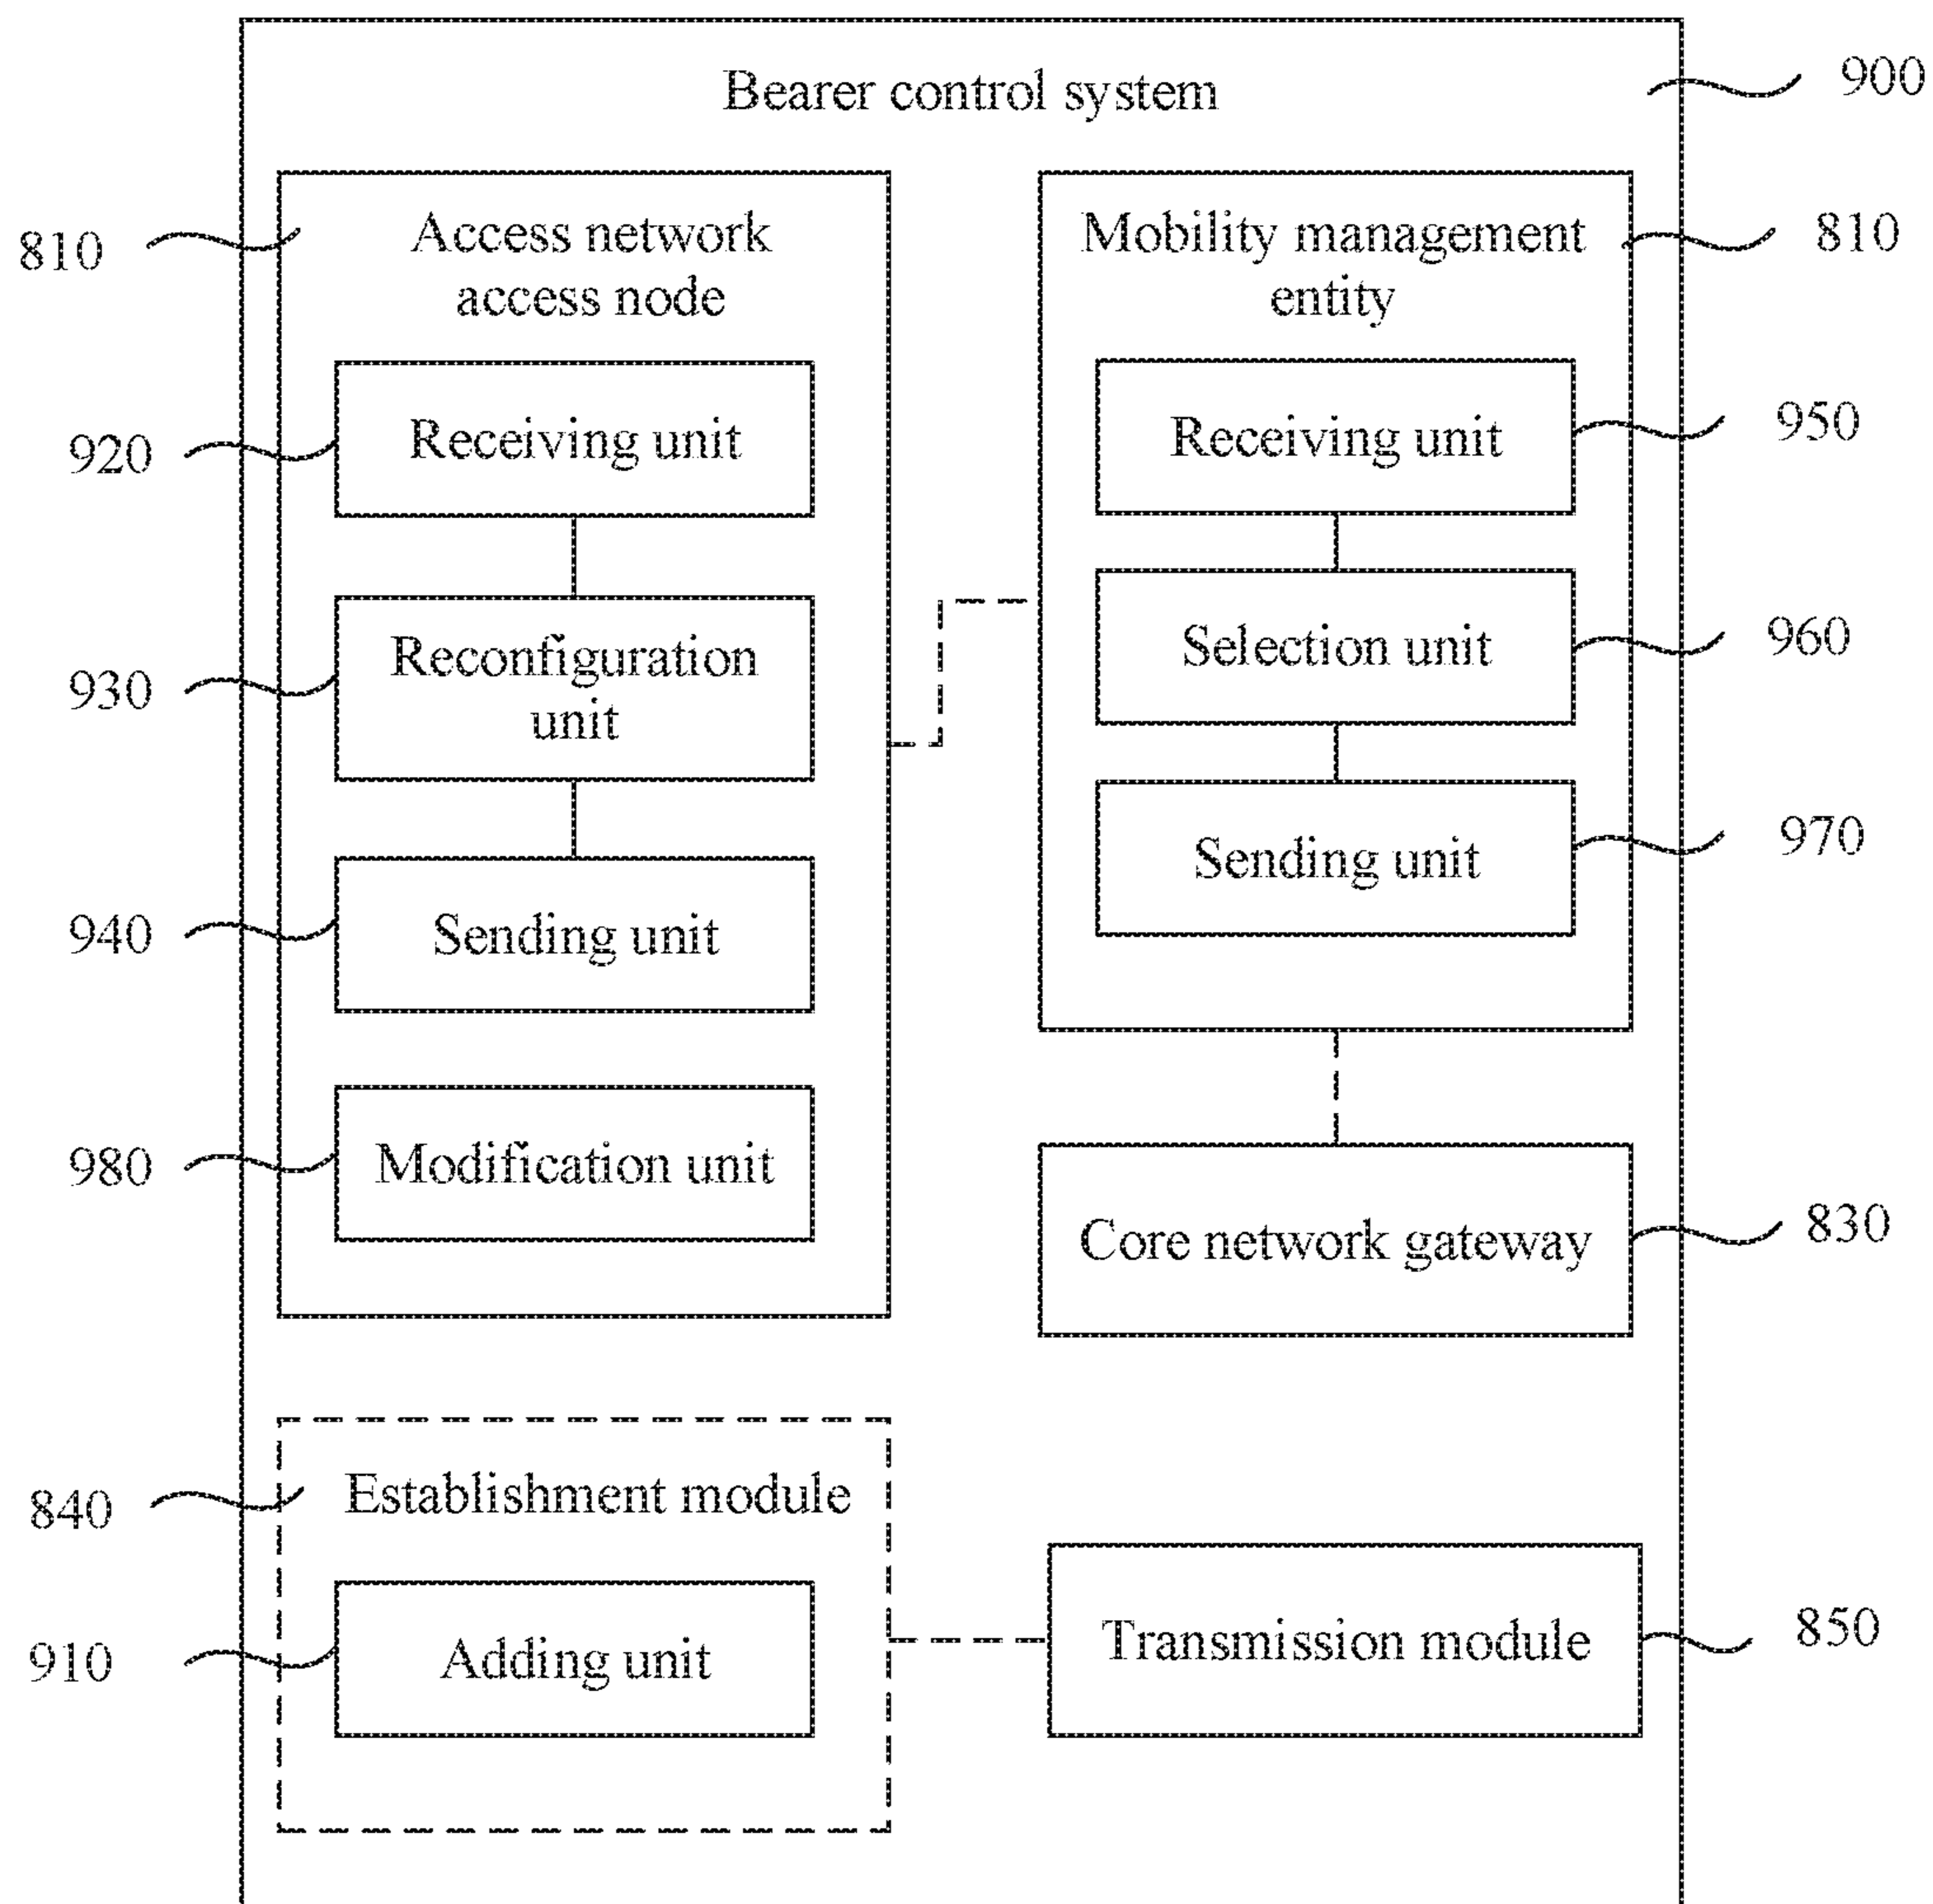 Bearer control system
900
810
Access network
access node
Mobility management
entity
810
920
Receiving unit
Receiving unit
950
930
Reconfiguration
unit
Selection unit
960
940
Sending unit
Sending unit
970
980
Modification unit
Core network gateway
830
840
Establishment module
910
Adding unit
Transmission module
850